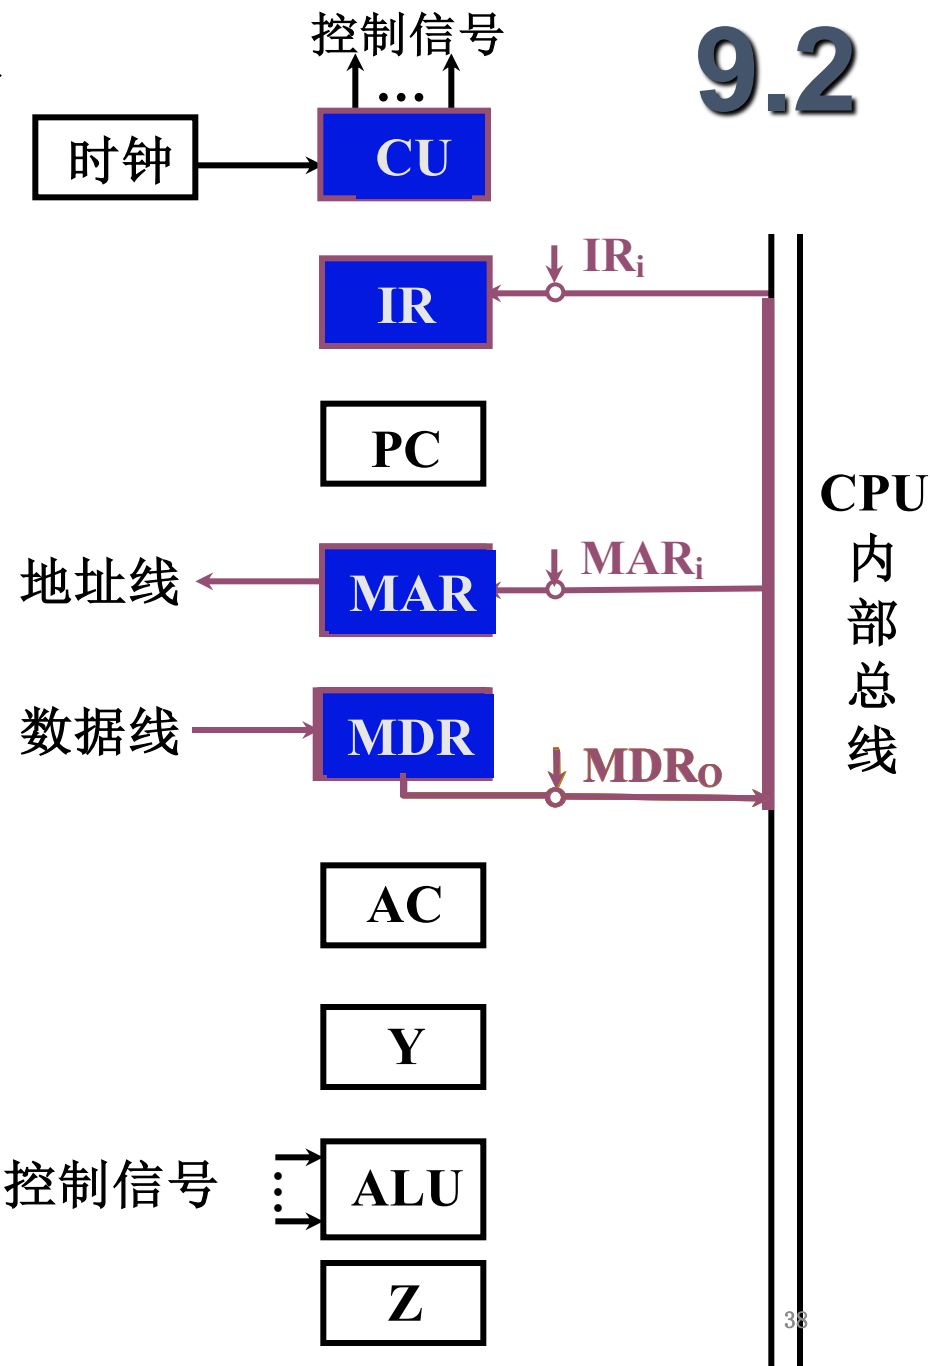 控制信号
9.2
...
时钟
CU
IR
IRi
PC
CPU
内
部
总
线
地址线
MAR
MARi
数据线
MDR
MDRO
AC
Y
控制信号
ALU
Z
38